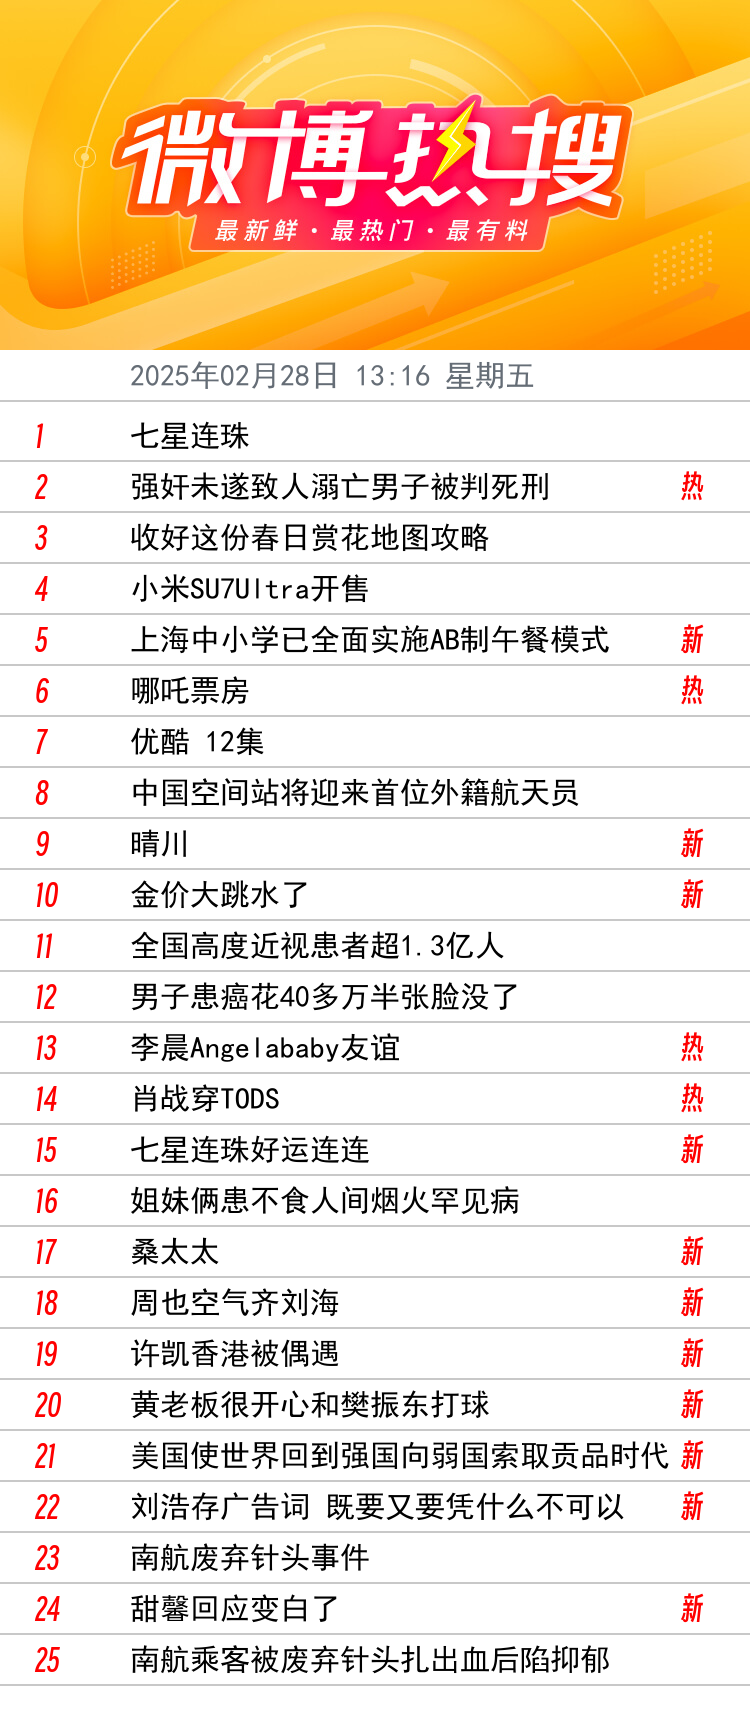 微博热搜
最新鲜·最热门·最有料
2025年02月28日 13:16 星期五
1 七星连珠
2 强奸未遂致人溺亡男子被判死刑 热
3 收好这份春日赏花地图攻略
4 小米SU7Ultra开售
5 上海中小学已全面实施AB制午餐模式 新
6 哪吒票房 热
7 优酷 12集
8 中国空间站将迎来首位外籍航天员
9 晴川 新
10 金价大跳水了 新
11 全国高度近视患者超1.3亿人
12 男子患癌花40多万半张脸没了
13 李晨Angelababy友谊 热
14 肖战穿TODS 热
15 七星连珠好运连连 新
16 姐妹俩患不食人间烟火罕见病
17 桑太太 新
18 周也空气齐刘海 新
19 许凯香港被偶遇 新
20 黄老板很开心和樊振东打球 新
21 美国使世界回到强国向弱国索取贡品时代 新
22 刘浩存广告词 既要又要凭什么不可以 新
23 南航废弃针头事件
24 甜馨回应变白了 新
25 南航乘客被废弃针头扎出血后陷抑郁